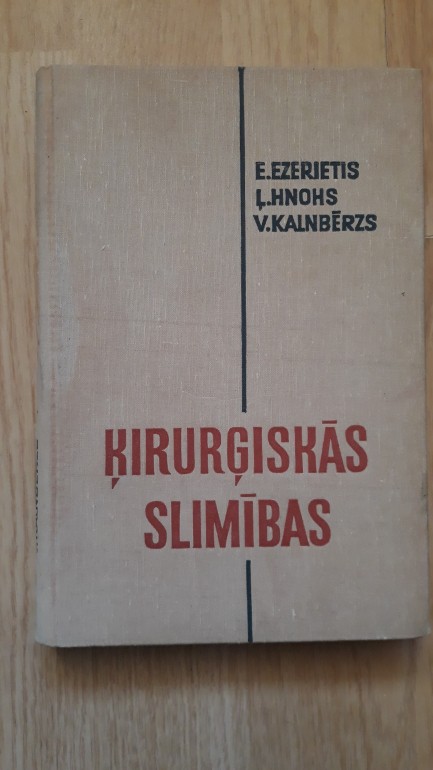 E.EZERIETIS
Ļ.HNOHS
V.KALNBĒRZS
ĶIRURĢISKĀS
SLIMĪBAS